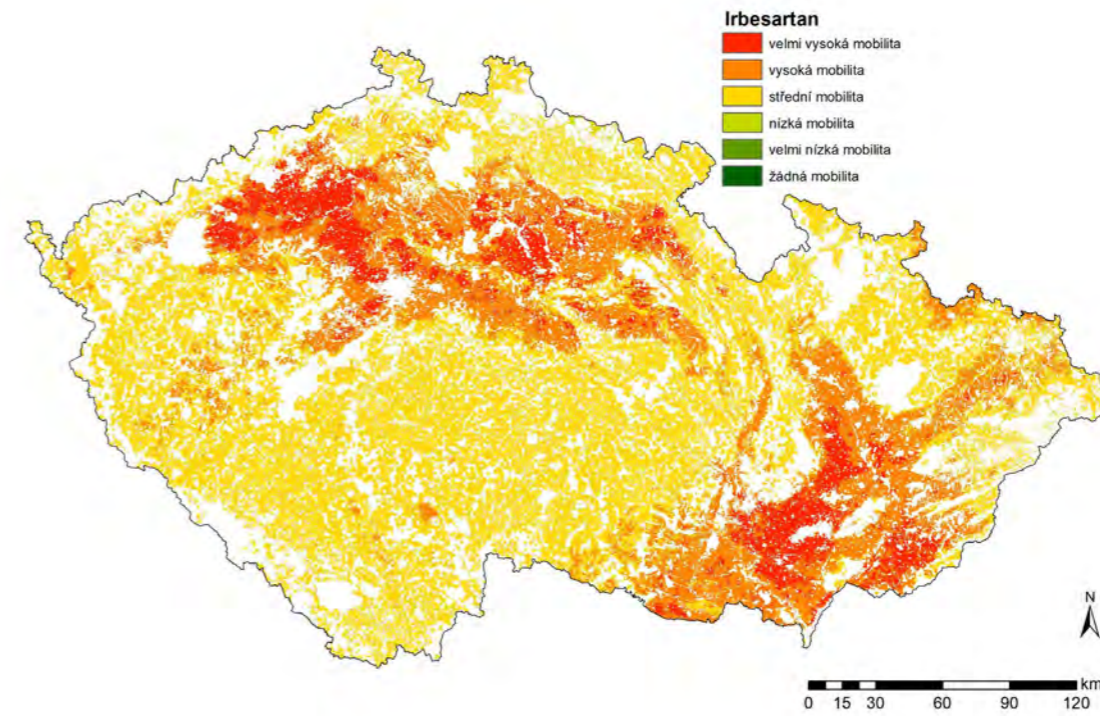 Irbesartan
velmi vysoká mobilita
vysoká mobilita
střední mobilita
nízká mobilita
velmi nízká mobilita
žádná mobilita
N
km
0 15 30 60 90 120